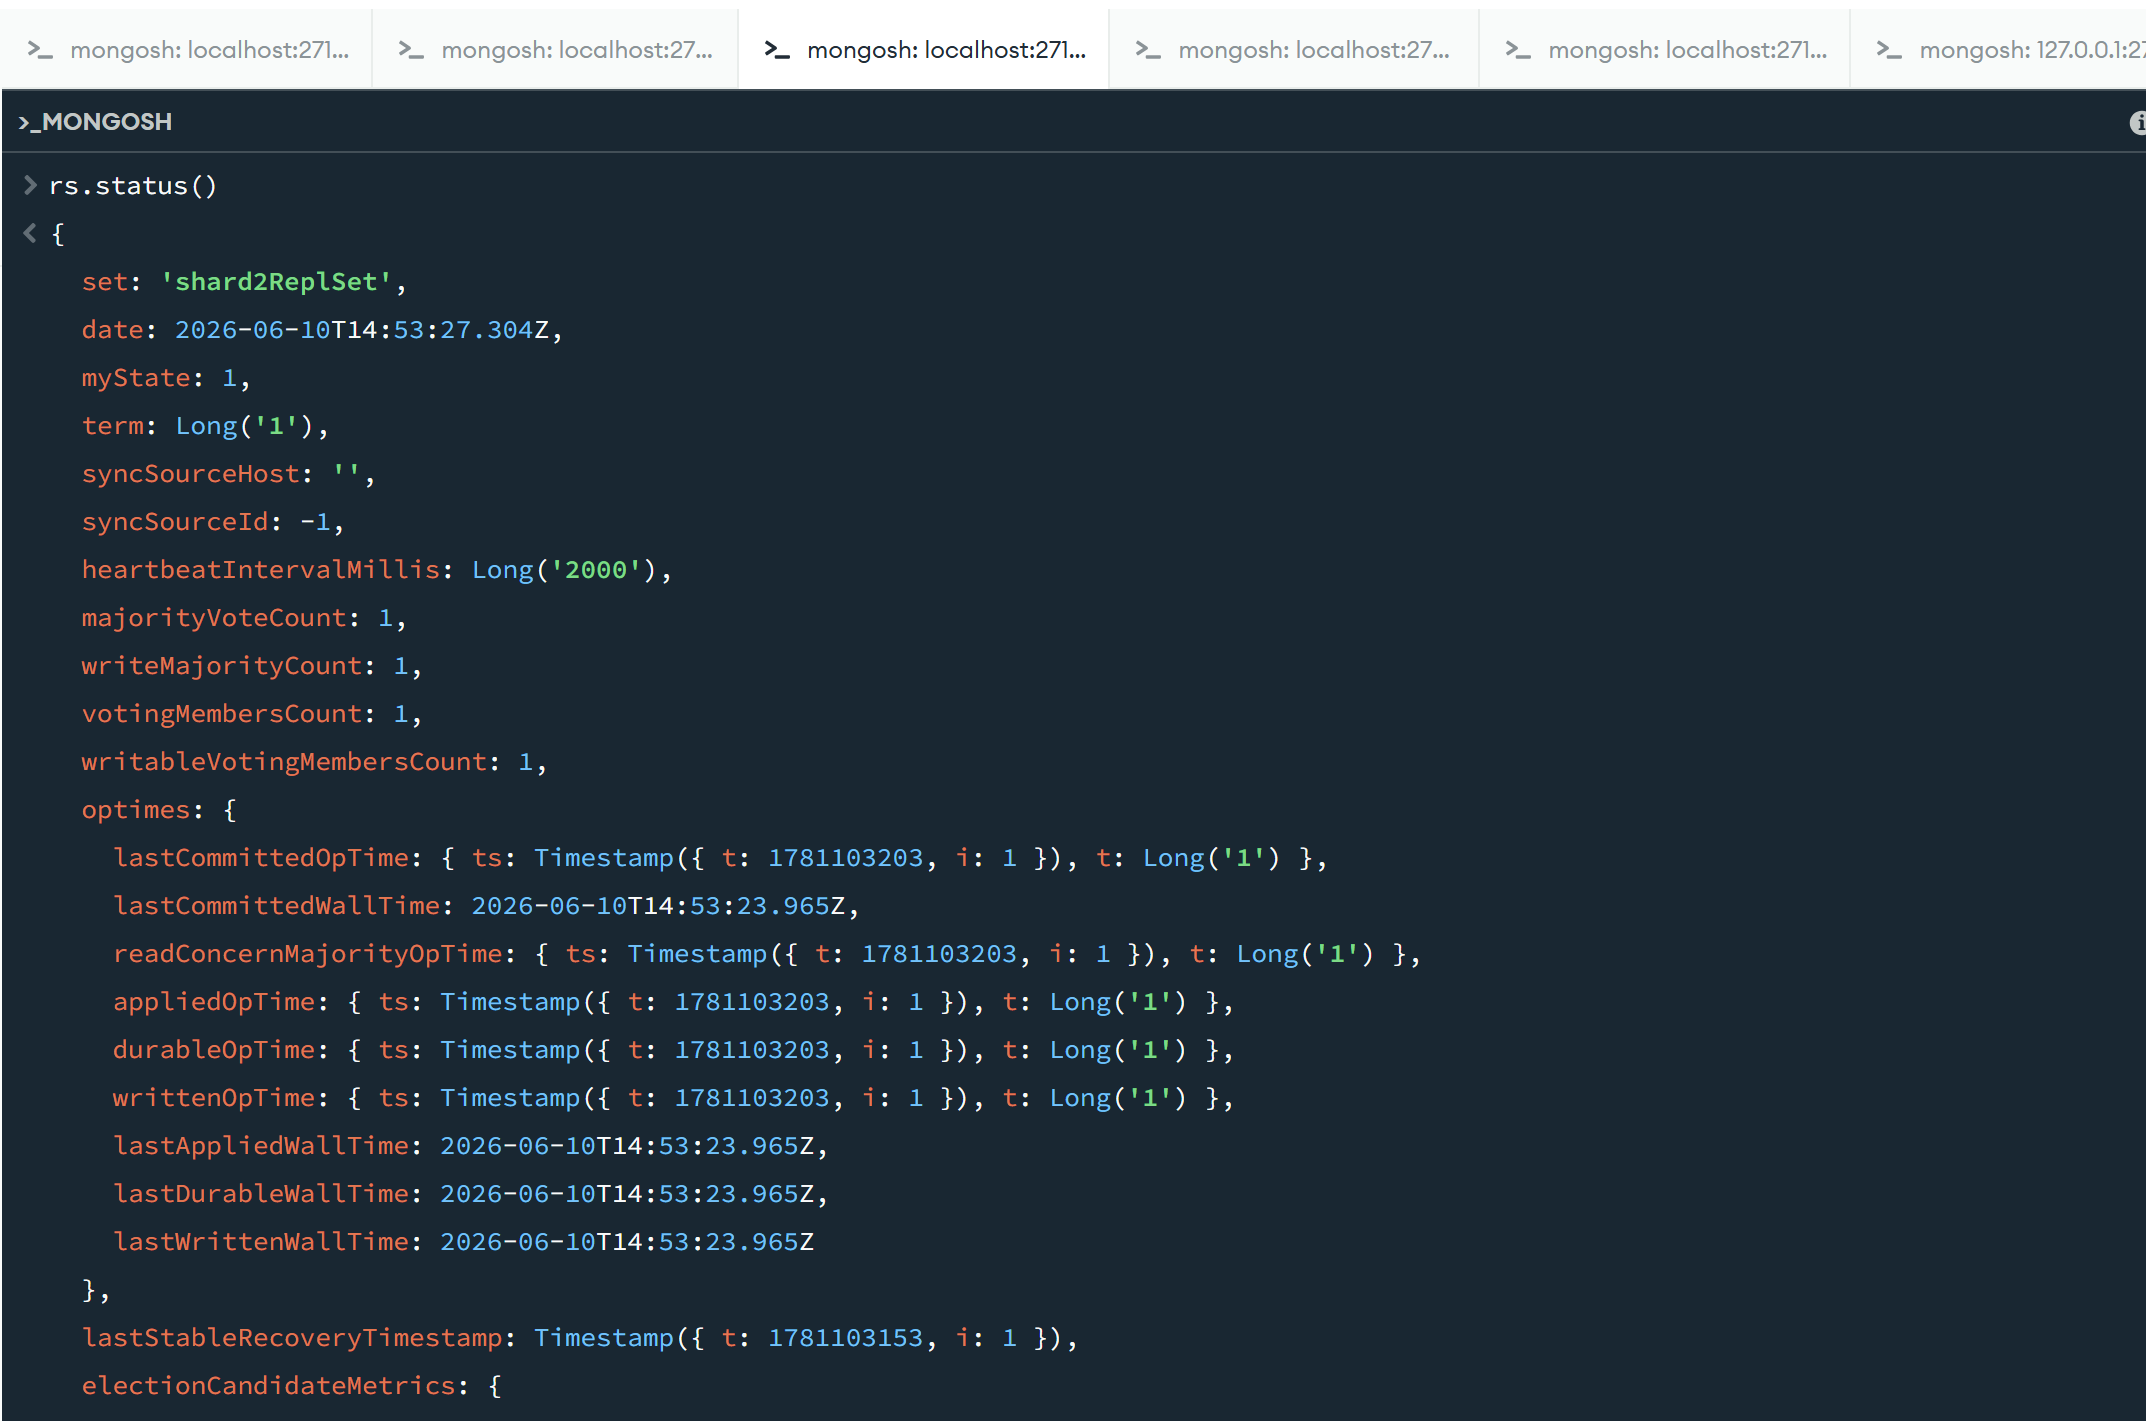 mongosh: localhost:271... mongosh: localhost:27... mongosh: localhost:271... mongosh: localhost:27... mongosh: localhost:271... mongosh: 127.0.0.1:27
>_MONGOSH
> rs.status()
< {
set: 'shard2ReplSet',
date: 2026-06-10T14:53:27.304Z,
myState: 1,
term: Long('1'),
syncSourceHost: '',
syncSourceId: -1,
heartbeatIntervalMillis: Long('2000'),
majorityVoteCount: 1,
writeMajorityCount: 1,
votingMembersCount: 1,
writableVotingMembersCount: 1,
optimes: {
lastCommittedOpTime: { ts: Timestamp({ t: 1781103203, i: 1 }), t: Long('1') },
lastCommittedWallTime: 2026-06-10T14:53:23.965Z,
readConcernMajorityOpTime: { ts: Timestamp({ t: 1781103203, i: 1 }), t: Long('1') },
appliedOpTime: { ts: Timestamp({ t: 1781103203, i: 1 }), t: Long('1') },
durableOpTime: { ts: Timestamp({ t: 1781103203, i: 1 }), t: Long('1') },
writtenOpTime: { ts: Timestamp({ t: 1781103203, i: 1 }), t: Long('1') },
lastAppliedWallTime: 2026-06-10T14:53:23.965Z,
lastDurableWallTime: 2026-06-10T14:53:23.965Z,
lastWrittenWallTime: 2026-06-10T14:53:23.965Z
},
lastStableRecoveryTimestamp: Timestamp({ t: 1781103153, i: 1 }),
electionCandidateMetrics: {